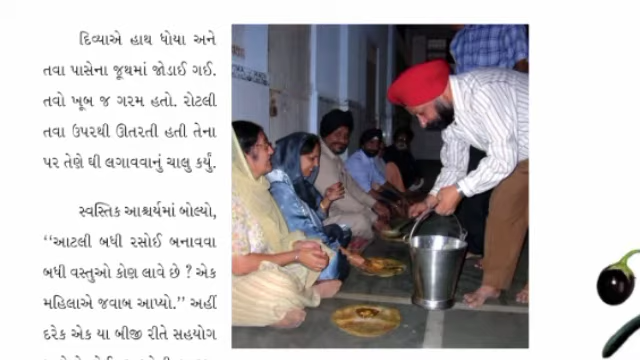 દિવ્યાએ હાથ ધોયા અને
તવા પાસેના જૂથમાં જોડાઈ ગઈ.
તવો ખૂબ જ ગરમ હતો. રોટલી
તવા ઉપરથી ઊતરતી હતી તેના
પર તેણે ઘી લગાવવાનું ચાલુ કર્યું.
સ્વસ્તિક આશ્ચર્યમાં બોલ્યો,
“આટલી બધી રસોઈ બનાવવા
બધી વસ્તુઓ કોણ લાવે છે ? એક
મહિલાએ જવાબ આપ્યો.” અહીં
દરેક એક યા બીજી રીતે સહયોગ